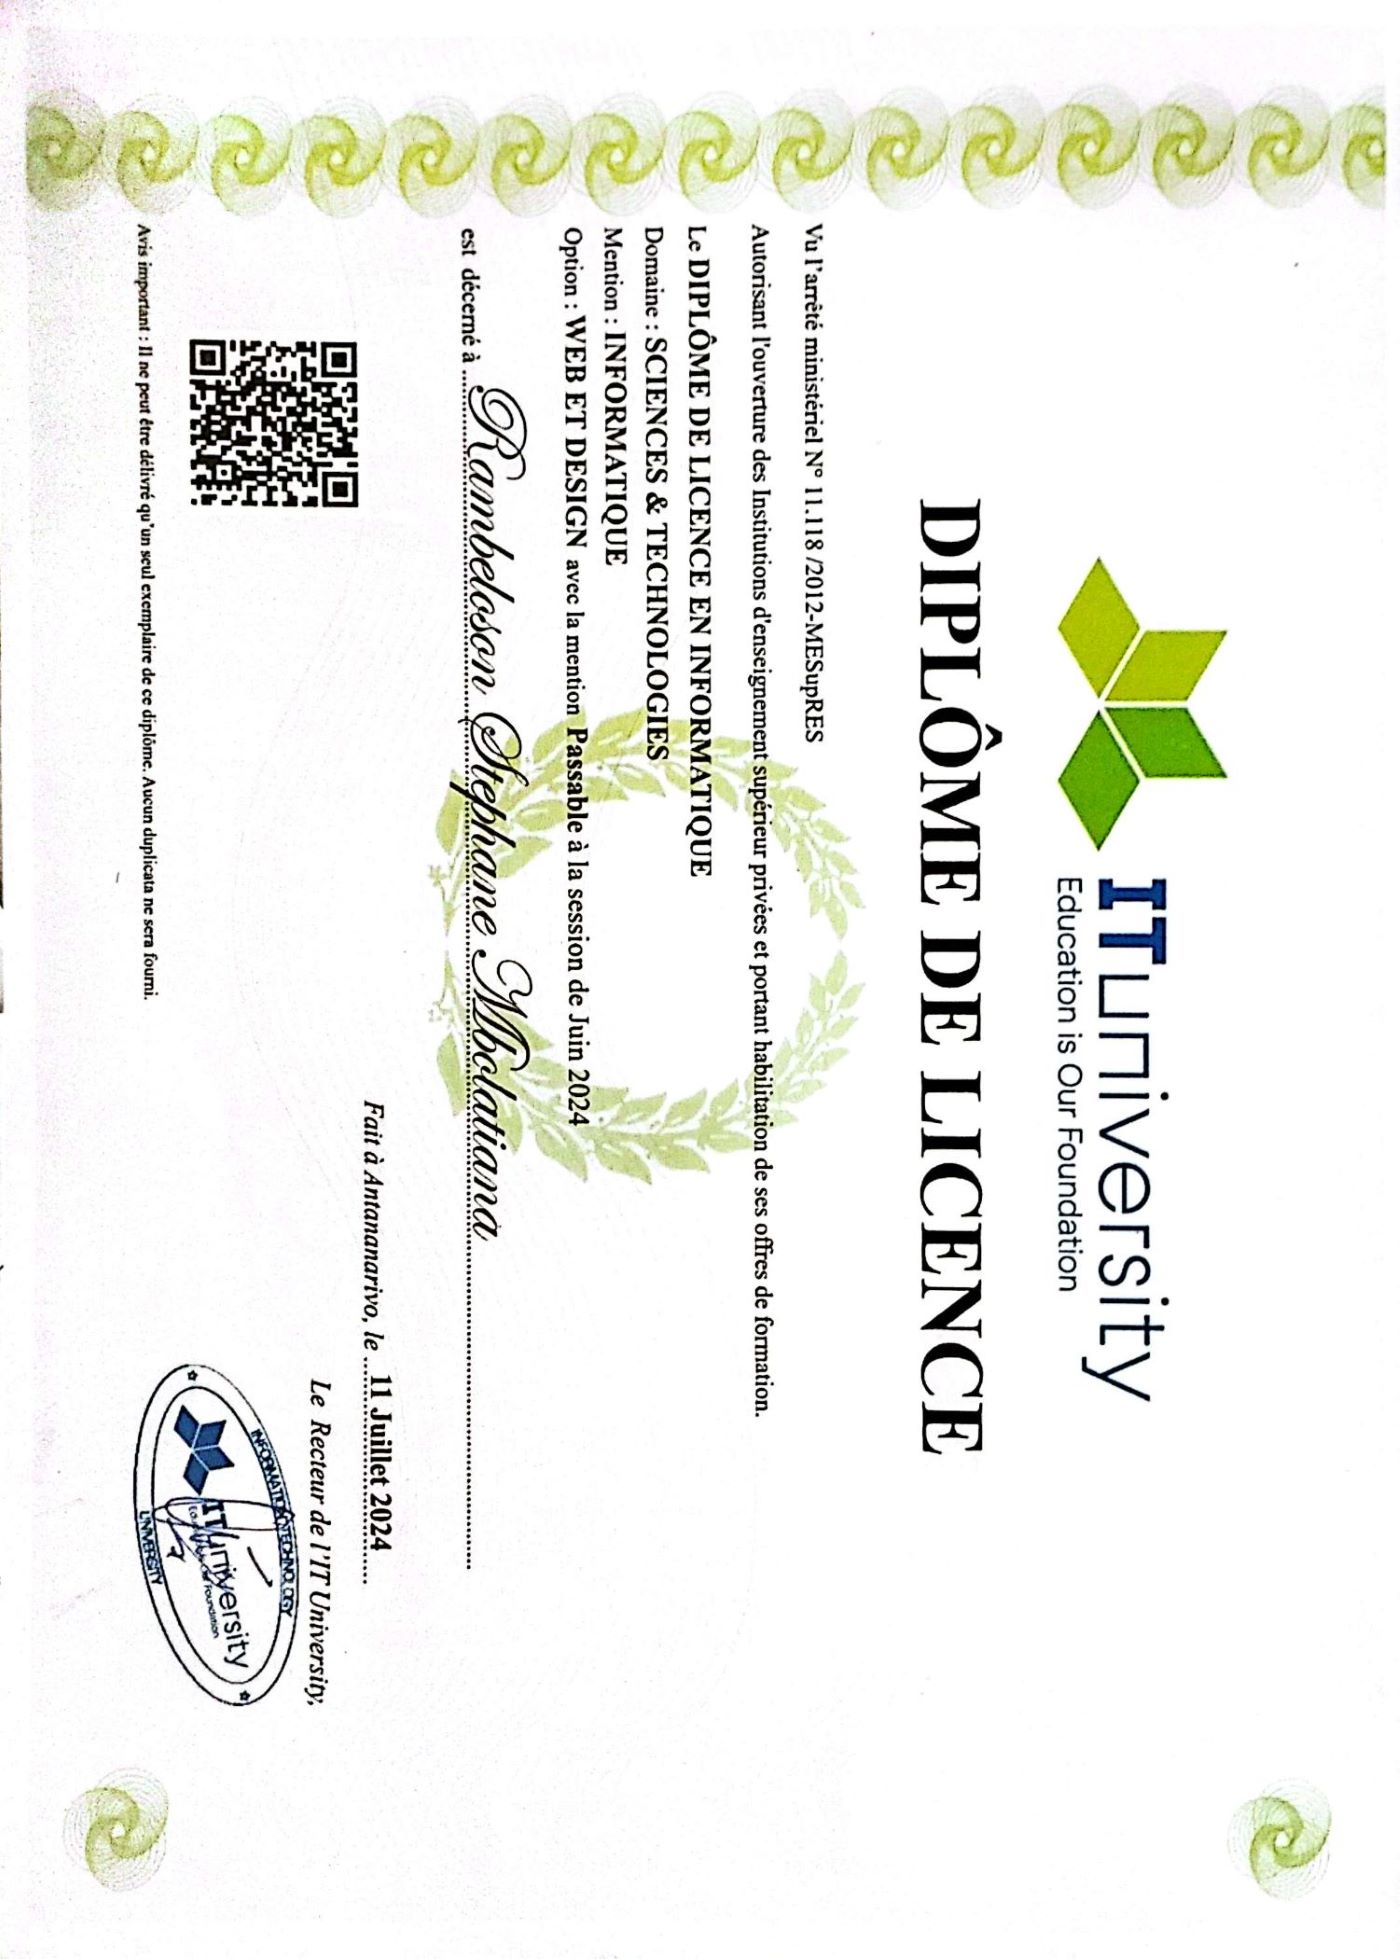 ITuniversity
Education is Our Foundation
DIPLÔME DE LICENCE
Vu l'arrêté ministériel N° 11.118 /2012-MESupRES
Autorisant l'ouverture des Institutions d'enseignement supérieur privées et portant habilitation de ses offres de formation.
Le DIPLÔME DE LICENCE EN INFORMATIQUE
Domaine : SCIENCES & TECHNOLOGIES
Mention : INFORMATIQUE
Option : WEB ET DESIGN avec la mention Passable à la session de Juin 2024
est décerné à Rambeloson Stephane Mbolatiana
Fait à Antananarivo, le 11 Juillet 2024
Le Recteur de l'IT University,
INFORMATION TECHNOLOGY
ITuniversity
Education is Our Foundation
UNIVERSITY
Avis important : Il ne peut être délivré qu'un seul exemplaire de ce diplôme. Aucun duplicata ne sera fourni.